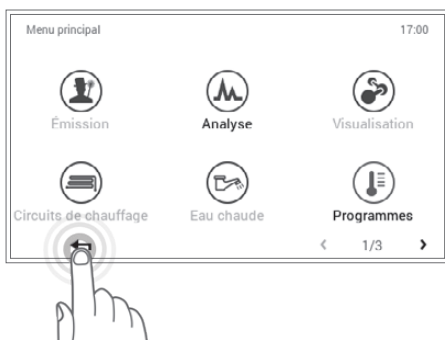 Menu principal 17:00
Émission Analyse Visualisation
Circuits de chauffage Eau chaude Programmes
1/3